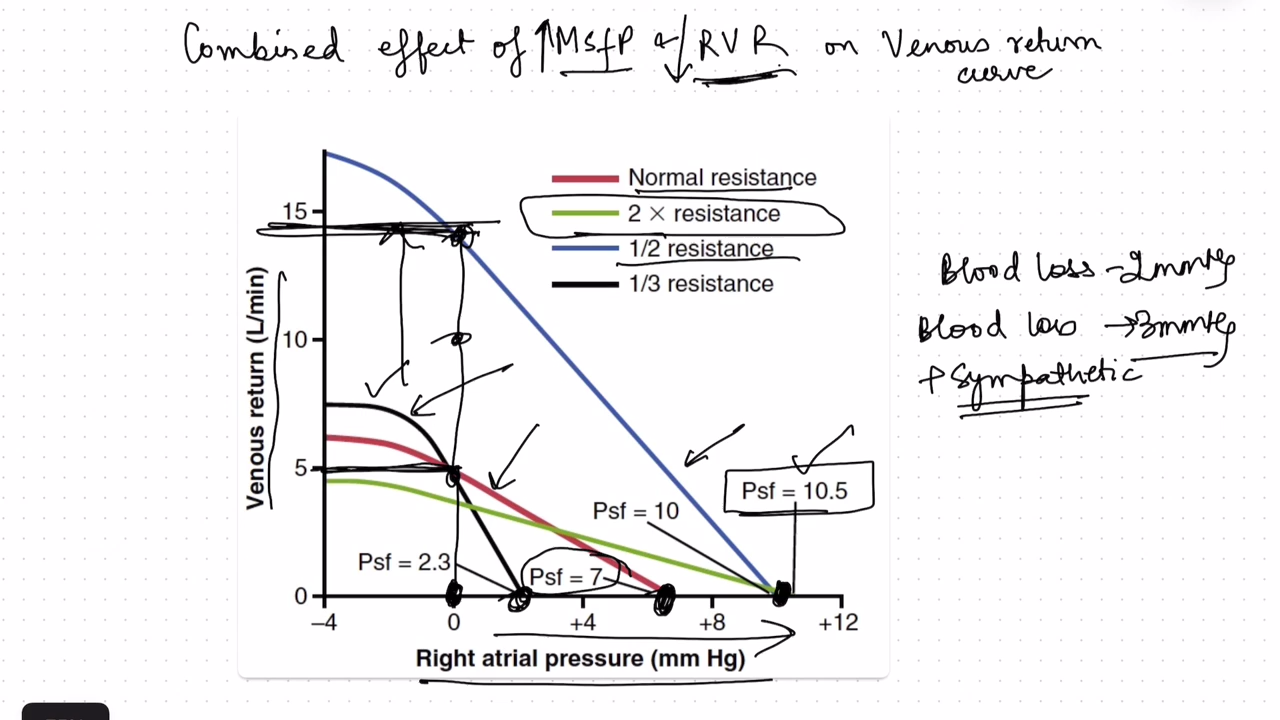 Combised effect of ↑MsfP & ↓RVR on Venous return
curve
Normal resistance
2 × resistance
1/2 resistance
1/3 resistance
15
10
5
0
Venous return (L/min)
Psf = 10.5
Psf = 10
Psf = 2.3
Psf = 7
–4
0
+4
+8
+12
Right atrial pressure (mm Hg)
Blood loss - 2mmHg
Blood loss → 3mmHg
+ Sympathetic